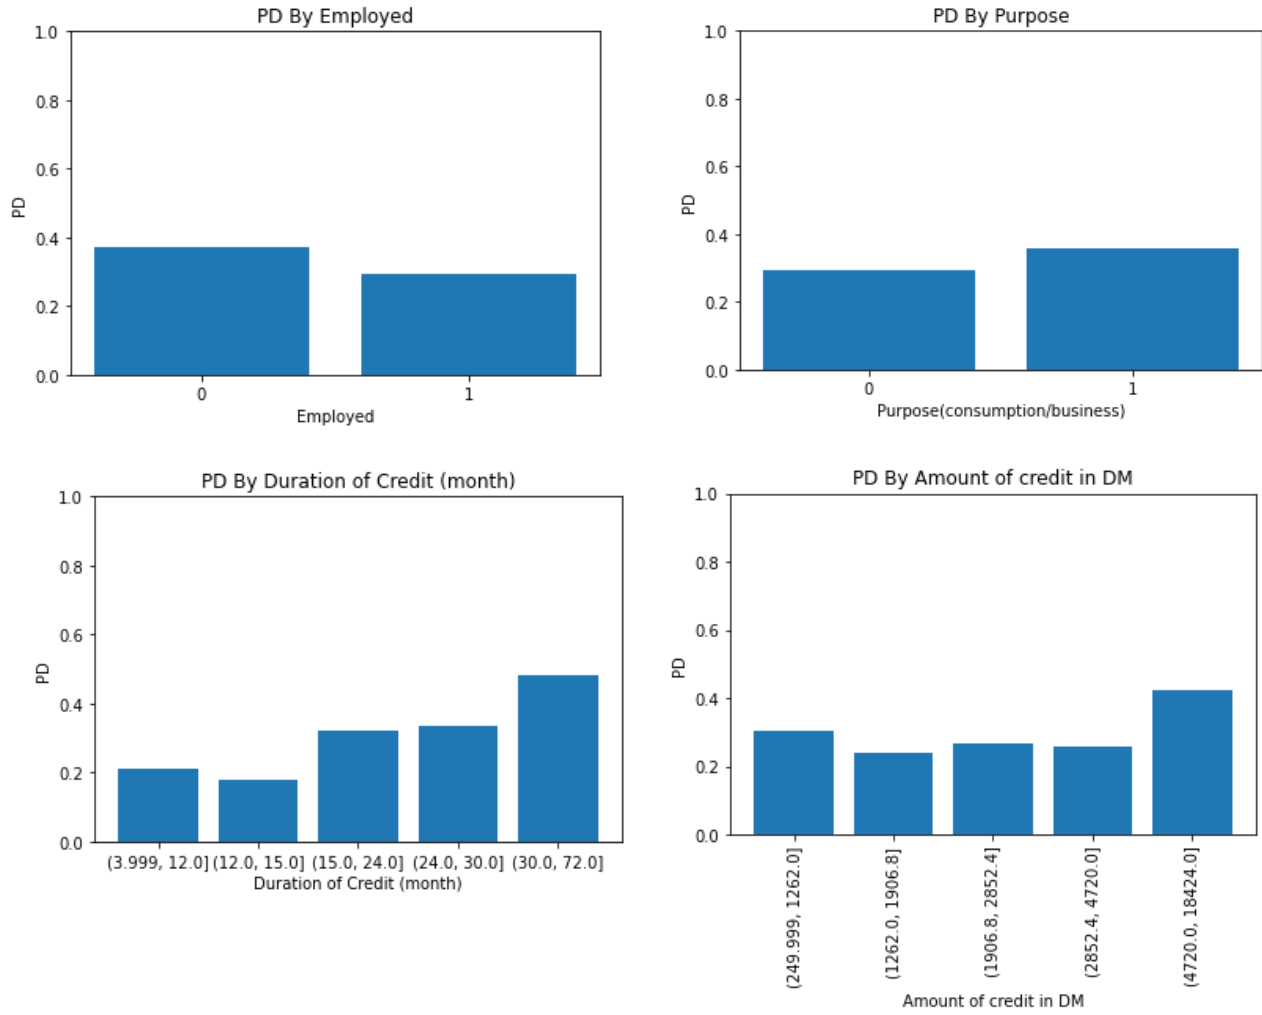 PD By Employed
1.0
0.8
0.6
0.4
0.2
0.0
PD
0 1
Employed
PD By Purpose
1.0
0.8
0.6
0.4
0.2
0.0
PD
0 1
Purpose(consumption/business)
PD By Duration of Credit (month)
1.0
0.8
0.6
0.4
0.2
0.0
PD
(3.999, 12.0] (12.0, 15.0] (15.0, 24.0] (24.0, 30.0] (30.0, 72.0]
Duration of Credit (month)
PD By Amount of credit in DM
1.0
0.8
0.6
0.4
0.2
0.0
PD
(249.999, 1262.0]
(1262.0, 1906.8]
(1906.8, 2852.4]
(2852.4, 4720.0]
(4720.0, 18424.0]
Amount of credit in DM